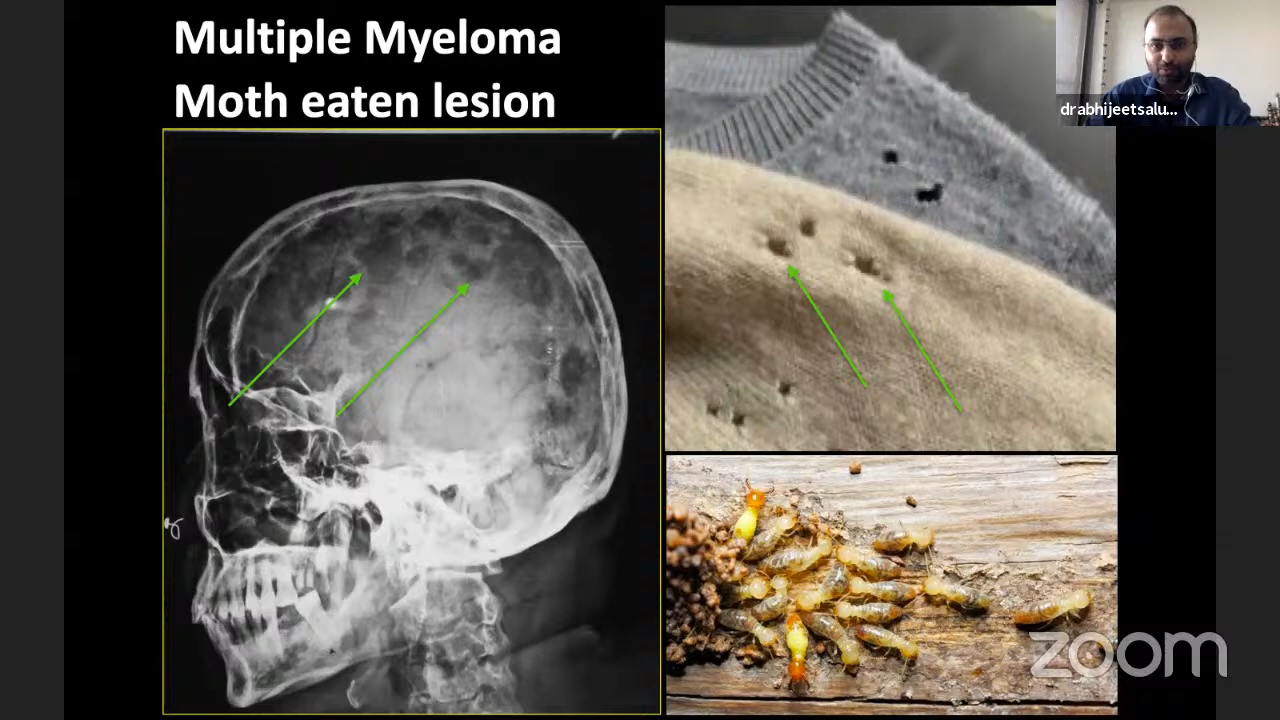 Multiple Myeloma
Moth eaten lesion
drabhijeetsalu...
zoom